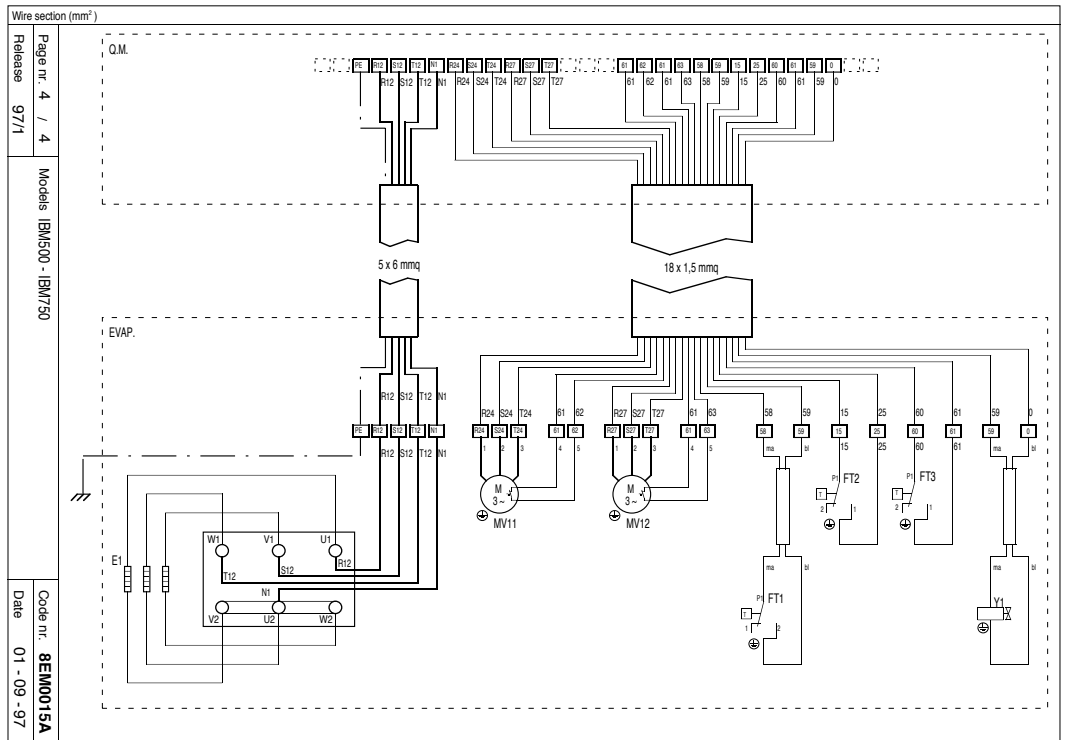 Wire section (mm²)
Page nr. 4 / 4
Release 97/1
Models IBM500 - IBM750
Code nr. 8EM0015A
Date 01 - 09 - 97
Q.M.
PE R12 S12 T12 N1 R24 S24 T24 R27 S27 T27 61 62 61 63 58 59 15 25 60 61 59 0
R12 S12 T12 N1 R24 S24 T24 R27 S27 T27 61 62 61 63 58 59 15 25 60 61 59 0
5 x 6 mmq
18 x 1,5 mmq
EVAP.
R12 S12 T12 N1 R24 S24 T24 61 62 R27 S27 T27 61 63 58 59 15 25 60 61 59 0
PE R12 S12 T12 N1 R24 S24 T24 61 62 R27 S27 T27 61 63 58 59 15 25 60 61 59 0
R12 S12 T12 N1 1 2 3 4 5 1 2 3 4 5 ma bl 15 25 60 61 ma bl
M
3 ~
MV11
M
3 ~
MV12
P1 FT2
T
2 1
P1 FT3
T
2 1
W1 V1 U1
E1
T12 S12 R12
N1
V2 U2 W2
ma bl
P1 FT1
T
1 2
ma bl
Y1